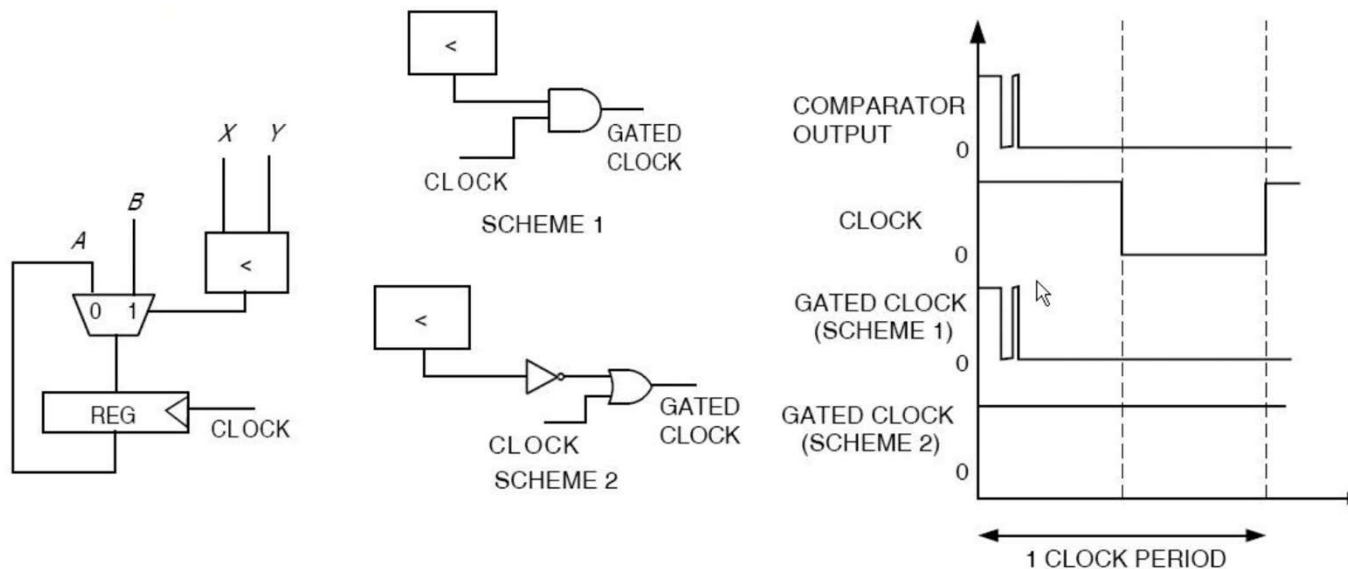 X Y
B
A
<
0 1
REG
CLOCK
<
GATED
CLOCK
CLOCK
SCHEME 1
<
GATED
CLOCK
CLOCK
SCHEME 2
COMPARATOR
OUTPUT
0
CLOCK
0
GATED CLOCK
(SCHEME 1)
0
GATED CLOCK
(SCHEME 2)
0
1 CLOCK PERIOD